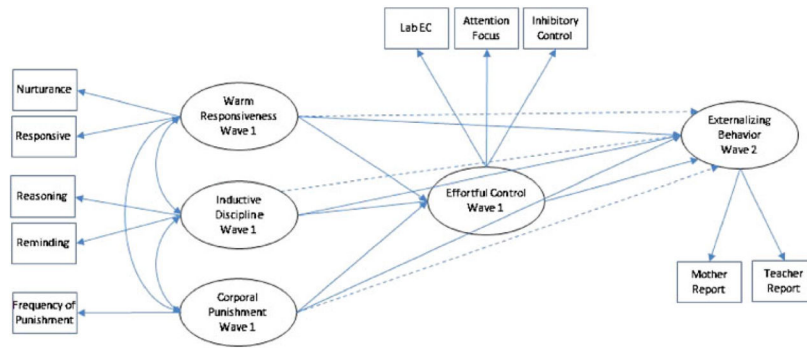 Lab EC
Attention
Focus
Inhibitory
Control
Nurturance
Responsive
Warm
Responsiveness
Wave 1
Externalizing
Behavior
Wave 2
Reasoning
Reminding
Inductive
Discipline
Wave 1
Effortful Control
Wave 1
Frequency of
Punishment
Corporal
Punishment
Wave 1
Mother
Report
Teacher
Report